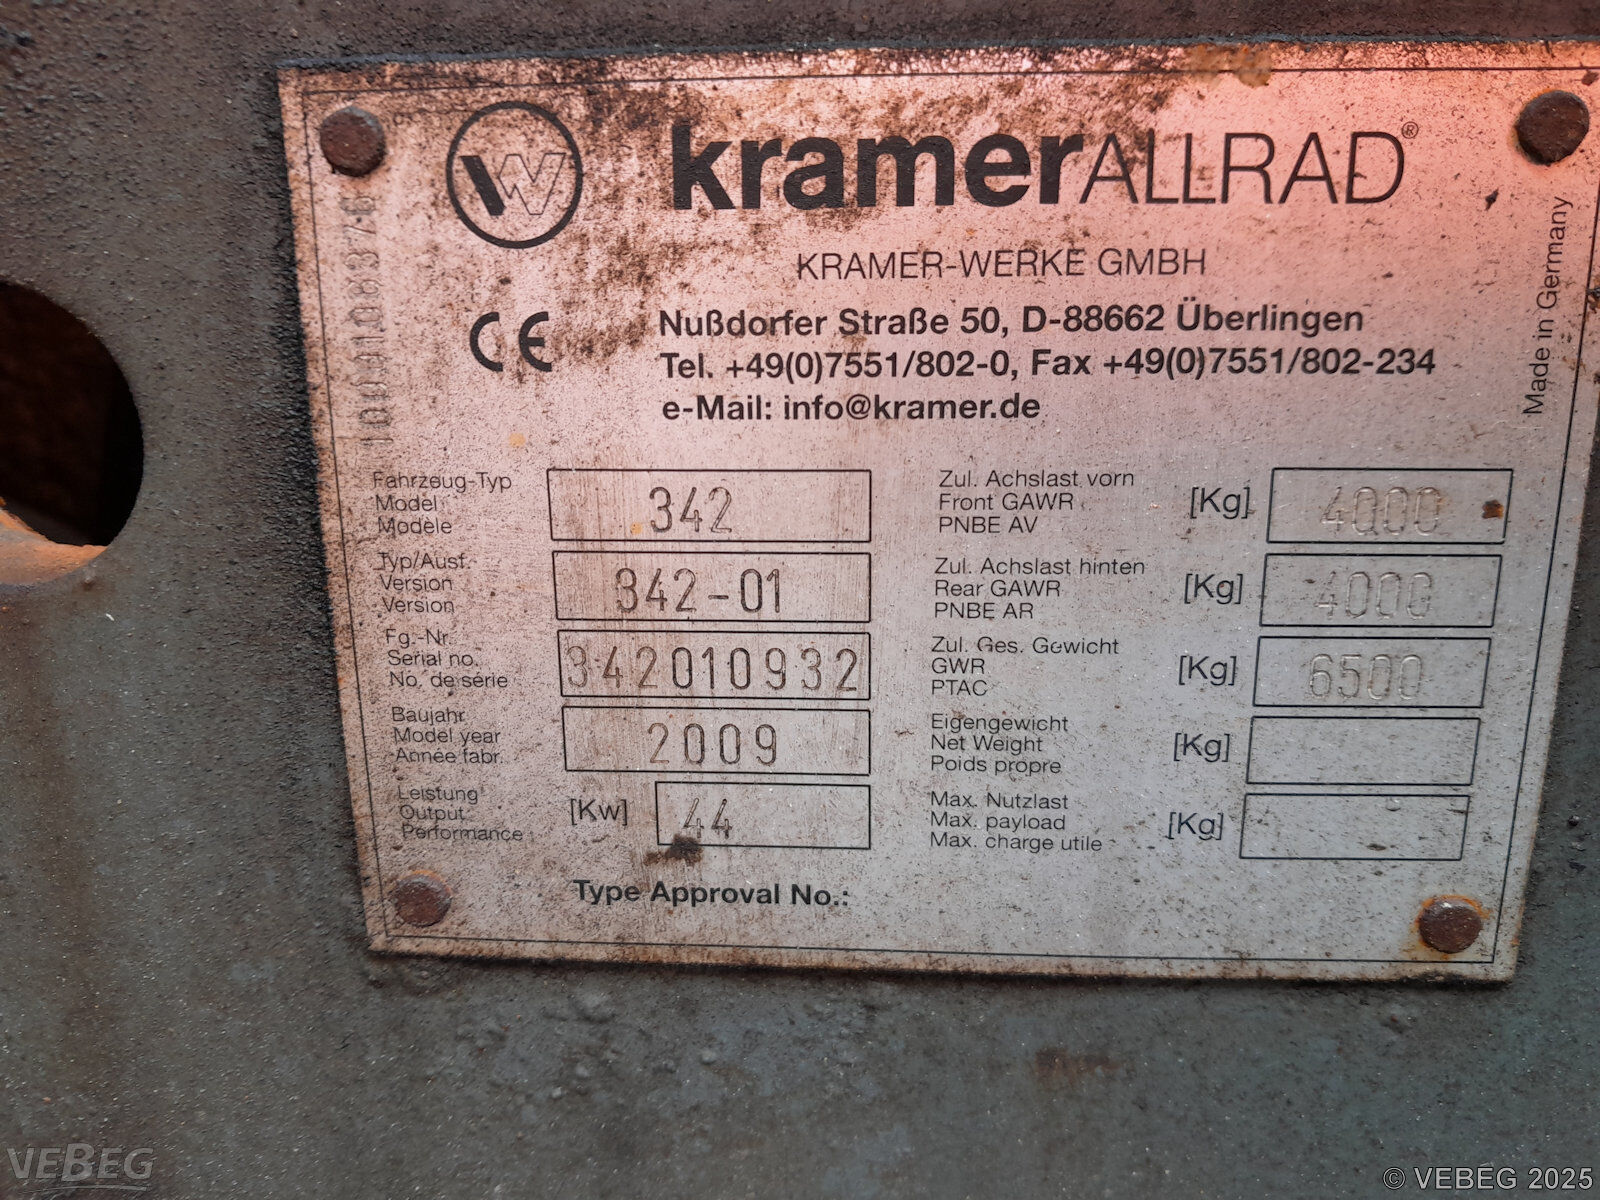 kramerALLRAD®
KRAMER-WERKE GMBH
Nußdorfer Straße 50, D-88662 Überlingen
Tel. +49(0)7551/802-0, Fax +49(0)7551/802-234
e-Mail: info@kramer.de
CE
Made in Germany
Fahrzeug-Typ
Model
Modèle
342
Typ/Ausf.
Version
Version
342-01
Fg.-Nr.
Serial no.
No. de série
342010932
Baujahr
Model year
Année fabr.
2009
Leistung
Output
Performance
[Kw]
44
Zul. Achslast vorn
Front GAWR
PNBE AV
[Kg]
4000
Zul. Achslast hinten
Rear GAWR
PNBE AR
[Kg]
4000
Zul. Ges. Gewicht
GWR
PTAC
[Kg]
6500
Eigengewicht
Net Weight
Poids propre
[Kg]
Max. Nutzlast
Max. payload
Max. charge utile
[Kg]
Type Approval No.:
VEBEG
© VEBEG 2025